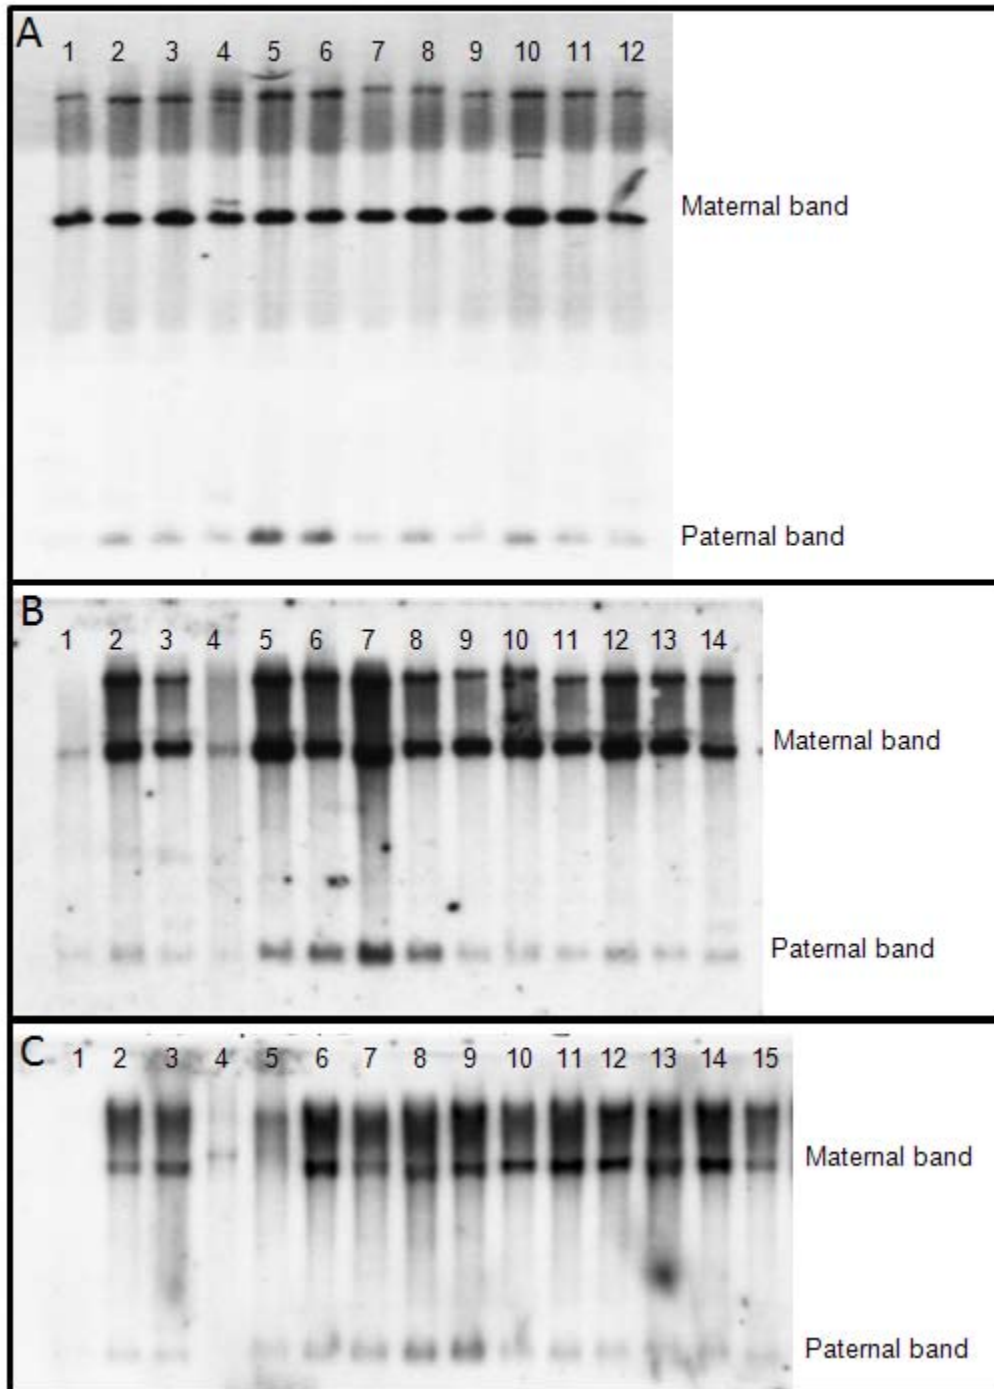 A
1 2 3 4 5 6 7 8 9 10 11 12
Maternal band
Paternal band
B
1 2 3 4 5 6 7 8 9 10 11 12 13 14
Maternal band
Paternal band
C
1 2 3 4 5 6 7 8 9 10 11 12 13 14 15
Maternal band
Paternal band